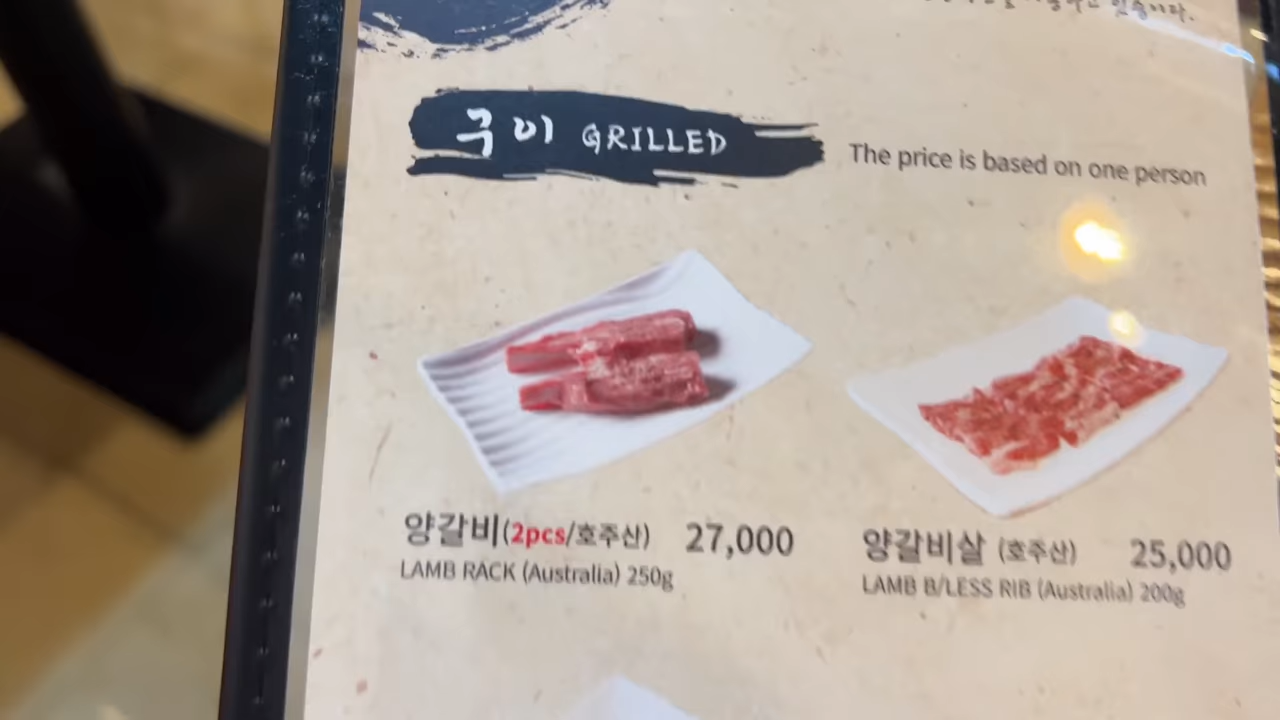 구이 GRILLED
The price is based on one person
양갈비(2pcs/호주산) 27,000
LAMB RACK (Australia) 250g
양갈비살 (호주산) 25,000
LAMB B/LESS RIB (Australia) 200g